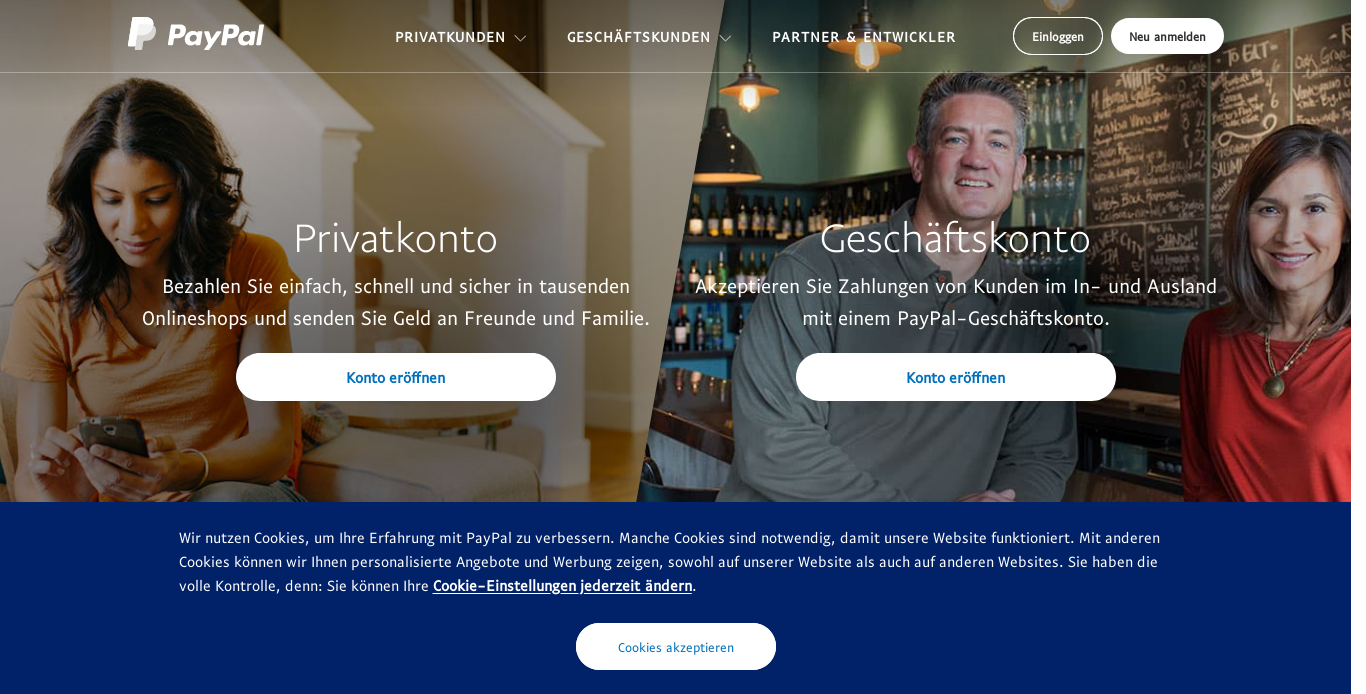 PayPal
PRIVATKUNDEN
GESCHÄFTSKUNDEN
PARTNER & ENTWICKLER
Einloggen
Neu anmelden
Privatkonto
Bezahlen Sie einfach, schnell und sicher in tausenden
Onlineshops und senden Sie Geld an Freunde und Familie.
Konto eröffnen
Geschäftskonto
Akzeptieren Sie Zahlungen von Kunden im In- und Ausland
mit einem PayPal-Geschäftskonto.
Konto eröffnen
Wir nutzen Cookies, um Ihre Erfahrung mit PayPal zu verbessern. Manche Cookies sind notwendig, damit unsere Website funktioniert. Mit anderen
Cookies können wir Ihnen personalisierte Angebote und Werbung zeigen, sowohl auf unserer Website als auch auf anderen Websites. Sie haben die
volle Kontrolle, denn: Sie können Ihre Cookie-Einstellungen jederzeit ändern.
Cookies akzeptieren